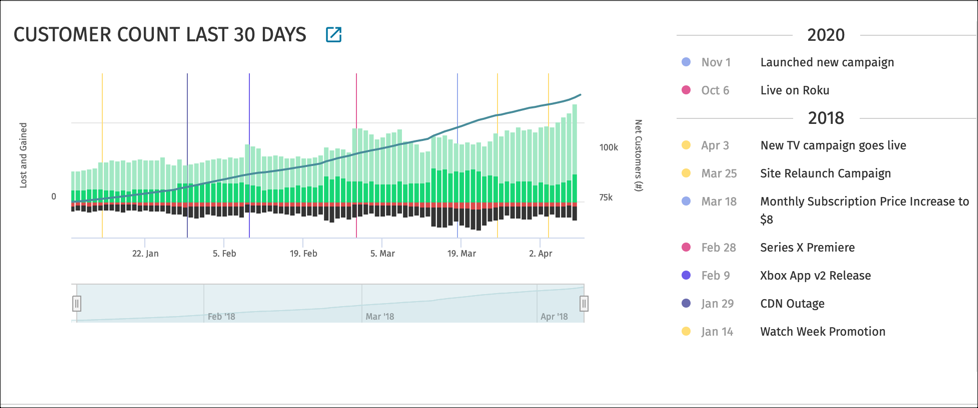 CUSTOMER COUNT LAST 30 DAYS
Lost and Gained
0
Net Customers (#)
100k
75k
22. Jan
5. Feb
19. Feb
5. Mar
19. Mar
2. Apr
Feb '18
Mar '18
Apr '18
2020
Nov 1 Launched new campaign
Oct 6 Live on Roku
2018
Apr 3 New TV campaign goes live
Mar 25 Site Relaunch Campaign
Mar 18 Monthly Subscription Price Increase to
$8
Feb 28 Series X Premiere
Feb 9 Xbox App v2 Release
Jan 29 CDN Outage
Jan 14 Watch Week Promotion